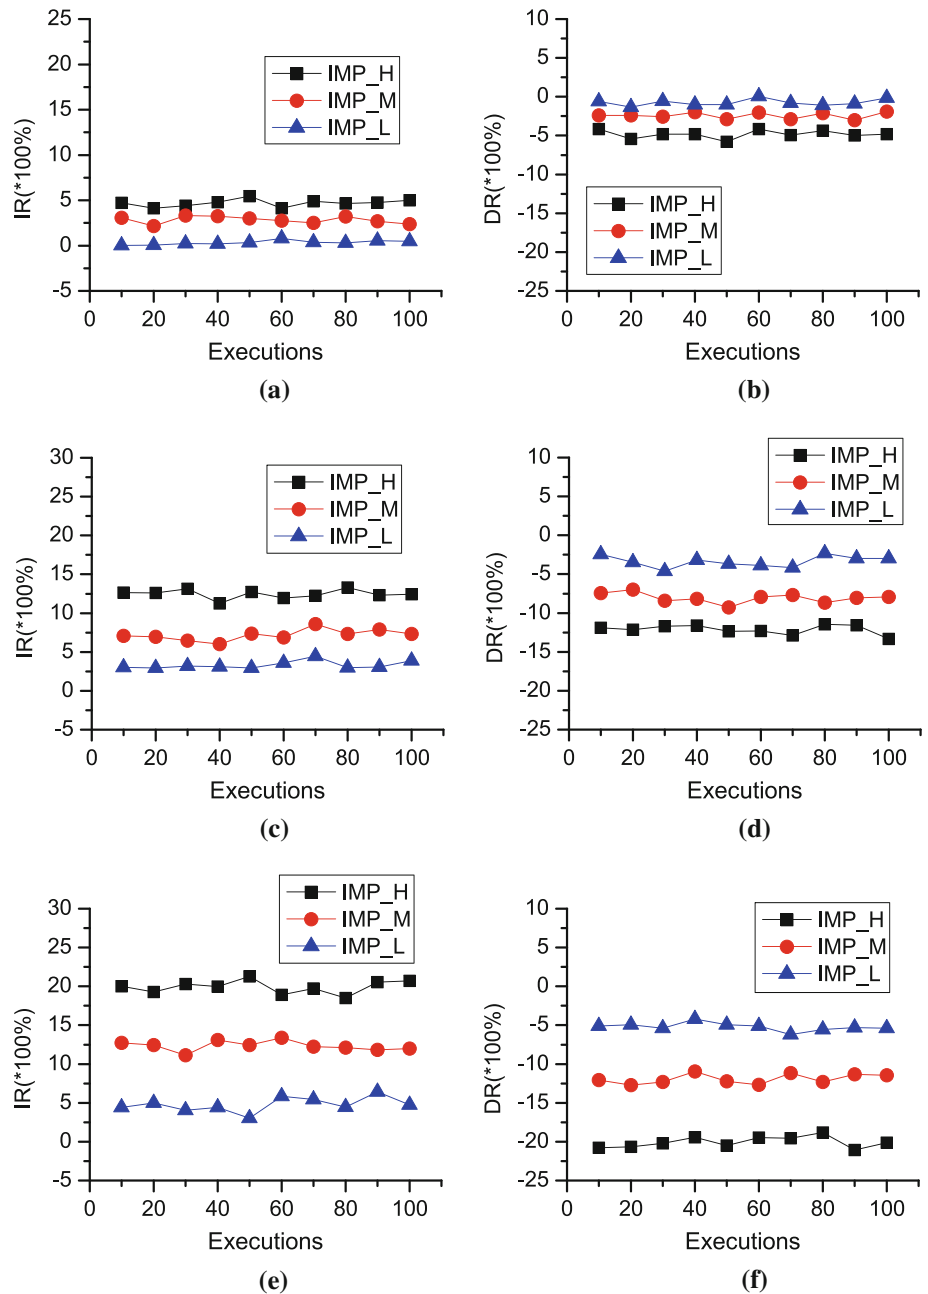 25
20
15
10
5
0
-5
IR(*100%)
IMP_H
IMP_M
IMP_L
0 20 40 60 80 100
Executions
(a)
10
5
0
-5
-10
-15
-20
-25
DR(*100%)
IMP_H
IMP_M
IMP_L
0 20 40 60 80 100
Executions
(b)
30
25
20
15
10
5
0
-5
IR(*100%)
IMP_H
IMP_M
IMP_L
0 20 40 60 80 100
Executions
(c)
10
5
0
-5
-10
-15
-20
-25
DR(*100%)
IMP_H
IMP_M
IMP_L
0 20 40 60 80 100
Executions
(d)
30
25
20
15
10
5
0
-5
IR(*100%)
IMP_H
IMP_M
IMP_L
0 20 40 60 80 100
Executions
(e)
10
5
0
-5
-10
-15
-20
-25
DR(*100%)
IMP_H
IMP_M
IMP_L
0 20 40 60 80 100
Executions
(f)